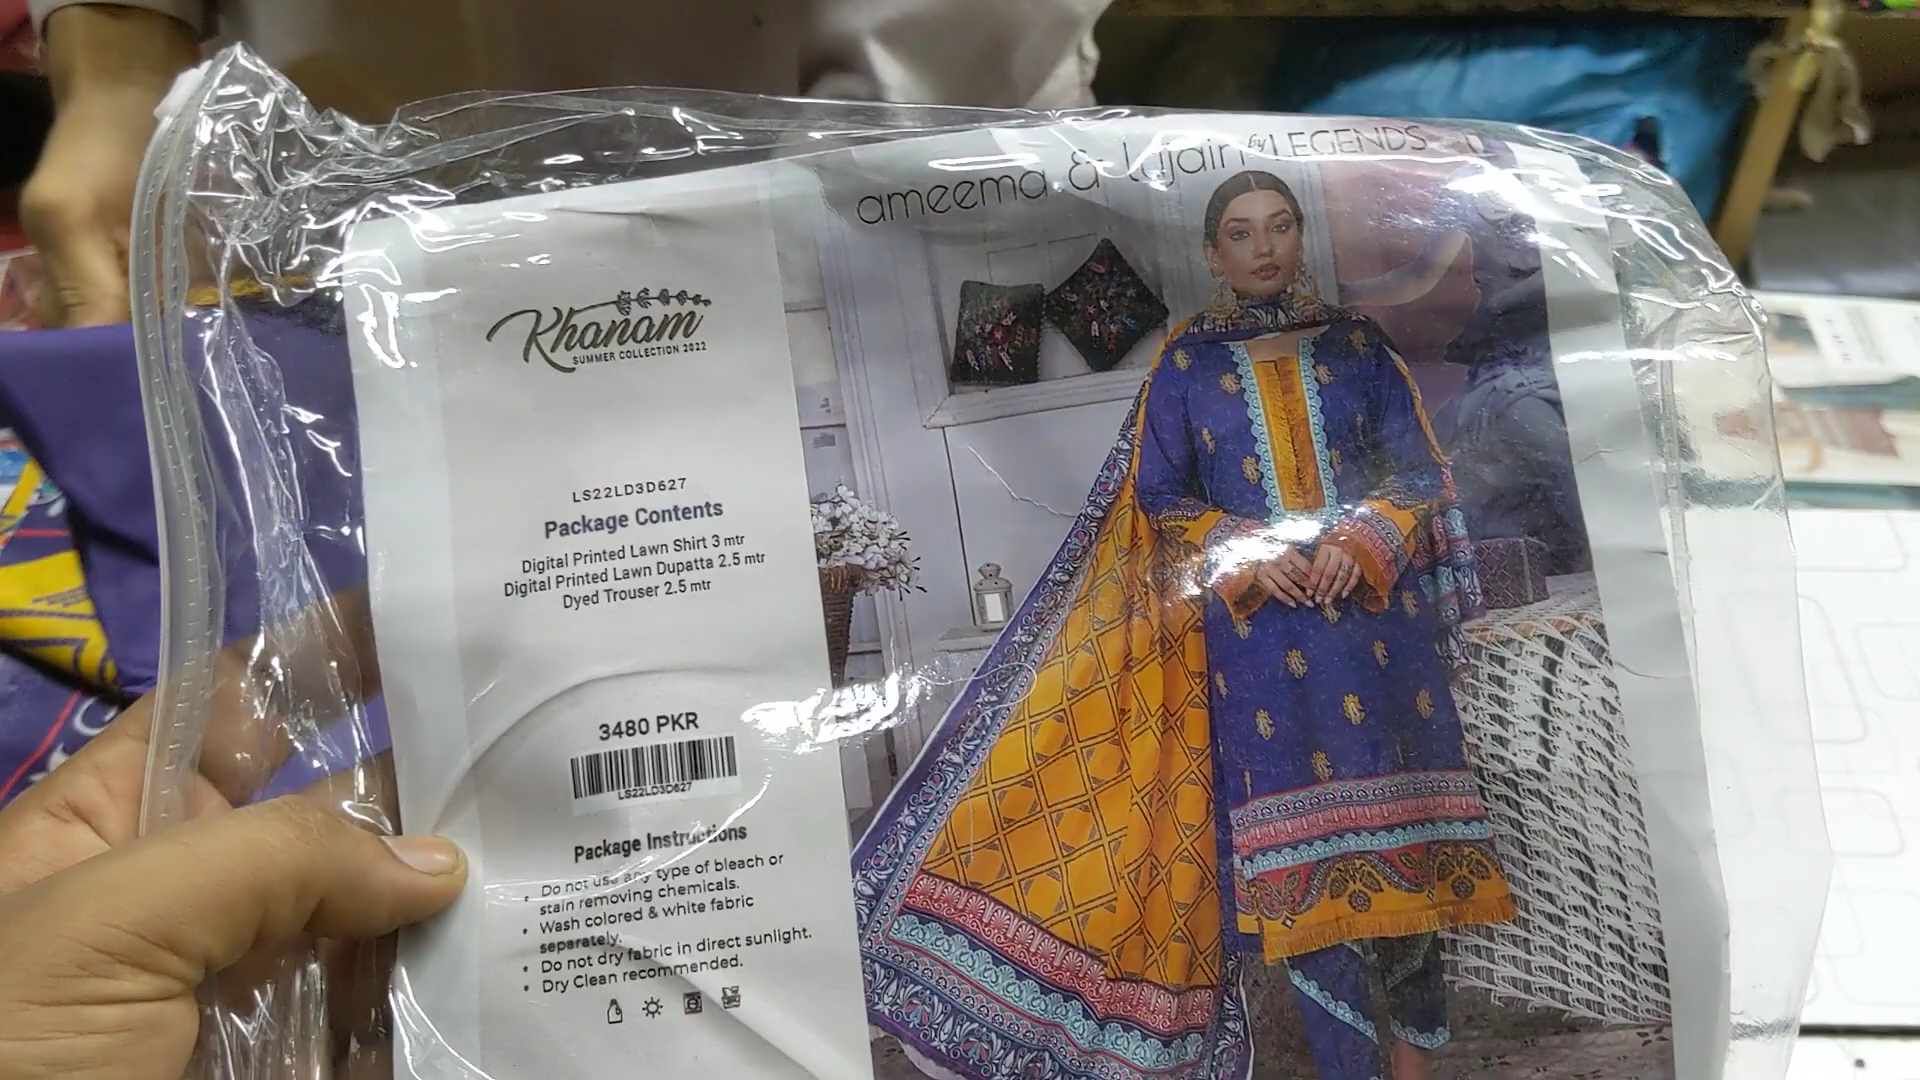 ameema & lujain by LEGENDS
Khanam
SUMMER COLLECTION 2022
LS22LD3D627
Package Contents
Digital Printed Lawn Shirt 3 mtr
Digital Printed Lawn Dupatta 2.5 mtr
Dyed Trouser 2.5 mtr
3480 PKR
LS22LD3D627
Package Instructions
• Do not use any type of bleach or
stain removing chemicals.
• Wash colored & white fabric
separately.
• Do not dry fabric in direct sunlight.
• Dry Clean recommended.